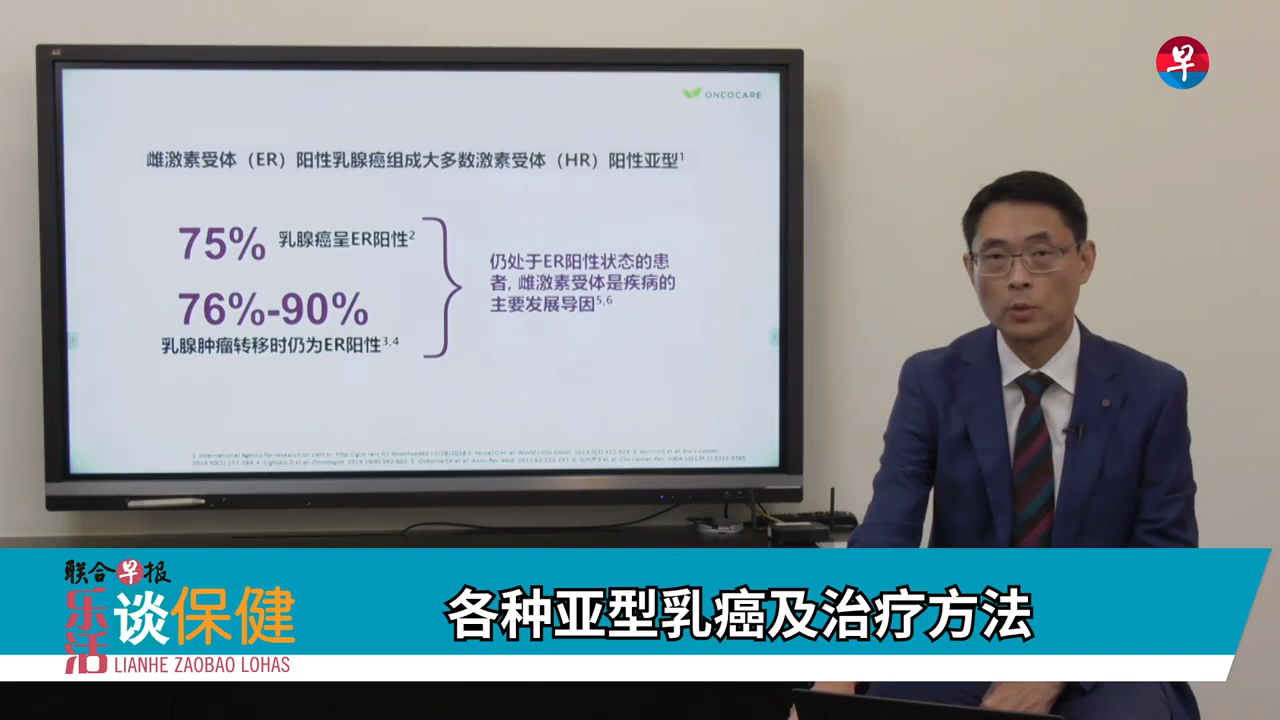 早
ONCOCARE
雌激素受体（ER）阳性乳腺癌组成大多数激素受体（HR）阳性亚型1
75% 乳腺癌呈ER阳性2
76%-90%
乳腺肿瘤转移时仍为ER阳性3,4
仍处于ER阳性状态的患
者，雌激素受体是疾病的
主要发展导因5,6
联合早报
乐活
谈保健
LIANHE ZAOBAO LOHAS
各种亚型乳癌及治疗方法